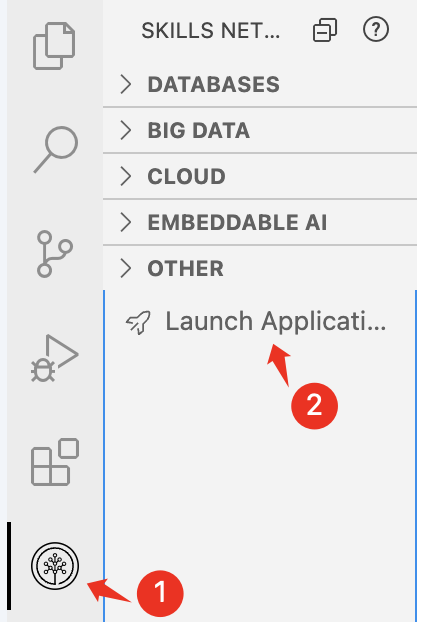 SKILLS NET...
DATABASES
BIG DATA
CLOUD
EMBEDDABLE AI
OTHER
Launch Applicati...
2
1